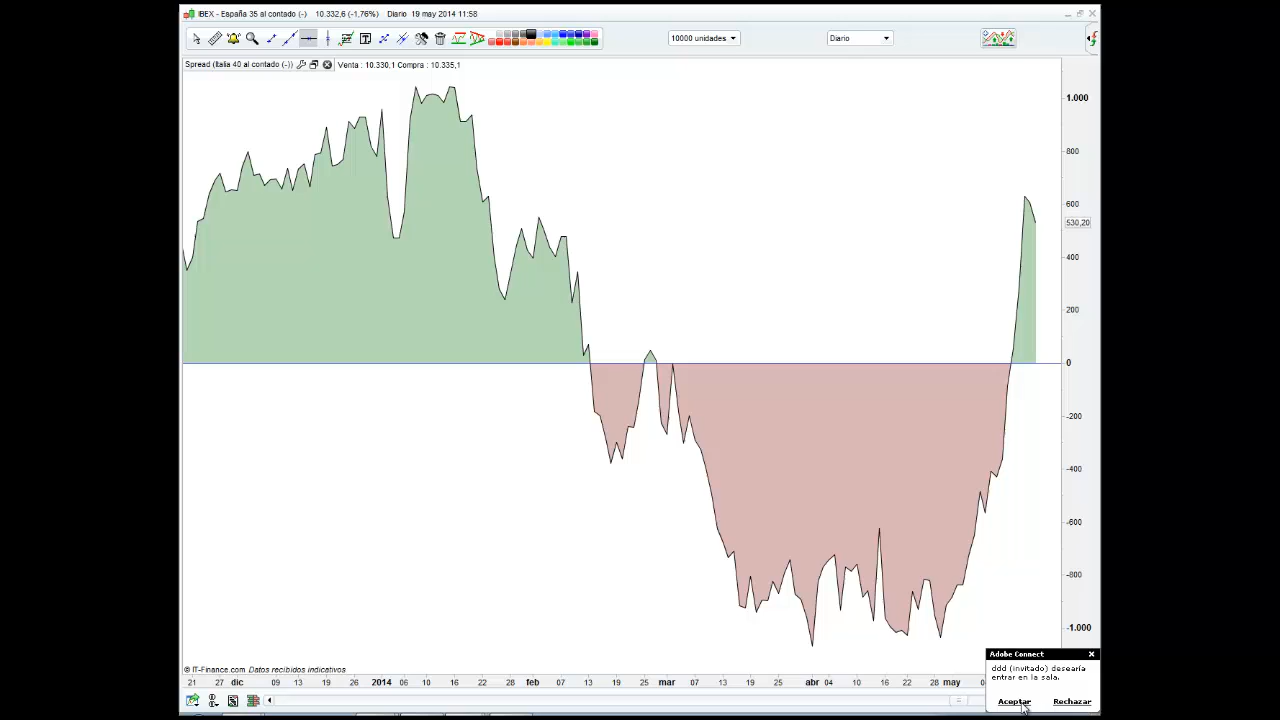 IBEX - España 35 al contado (-) 10.332,6 (-1,76%) Diario 19 may 2014 11:58
10000 unidades
Diario
Spread (Italia 40 al contado (-)) Venta : 10.330,1 Compra : 10.335,1
1.000
800
600
530,20
400
200
0
-200
-400
-600
-800
-1.000
© IT-Finance.com Datos recibidos indicativos
21 27 dic 09 13 19 26 2014 06 10 16 22 28 feb 07 13 19 25 mar 07 13 19 25 31 abr 04 10 16 22 28 may
Adobe Connect
ddd (invitado) desearía
entrar en la sala.
Aceptar Rechazar